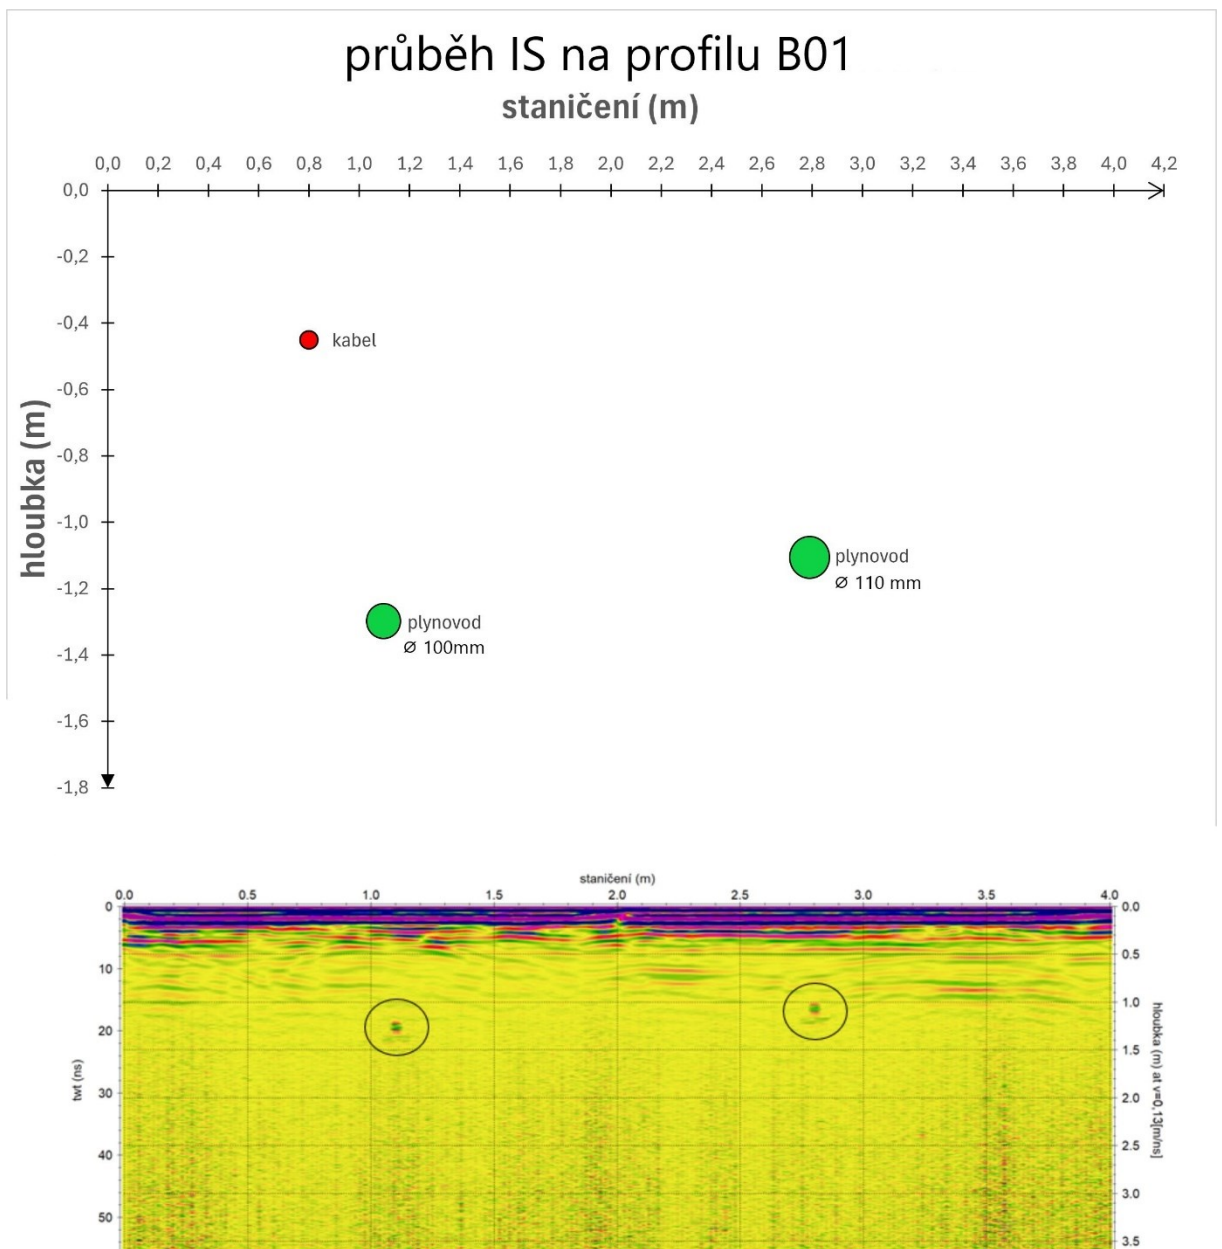 průběh IS na profilu B01
staničení (m)
0,0 0,2 0,4 0,6 0,8 1,0 1,2 1,4 1,6 1,8 2,0 2,2 2,4 2,6 2,8 3,0 3,2 3,4 3,6 3,8 4,0 4,2
0,0
-0,2
-0,4
kabel
-0,6
hloubka (m)
-0,8
-1,0
plynovod
⌀ 110 mm
-1,2
plynovod
⌀ 100mm
-1,4
-1,6
-1,8
staničení (m)
0.0 0.5 1.0 1.5 2.0 2.5 3.0 3.5 4.0
0
10
20
30
40
50
twt (ns)
0.0
0.5
1.0
1.5
2.0
2.5
3.0
3.5
hloubka (m) at v=0,13[m/ns]